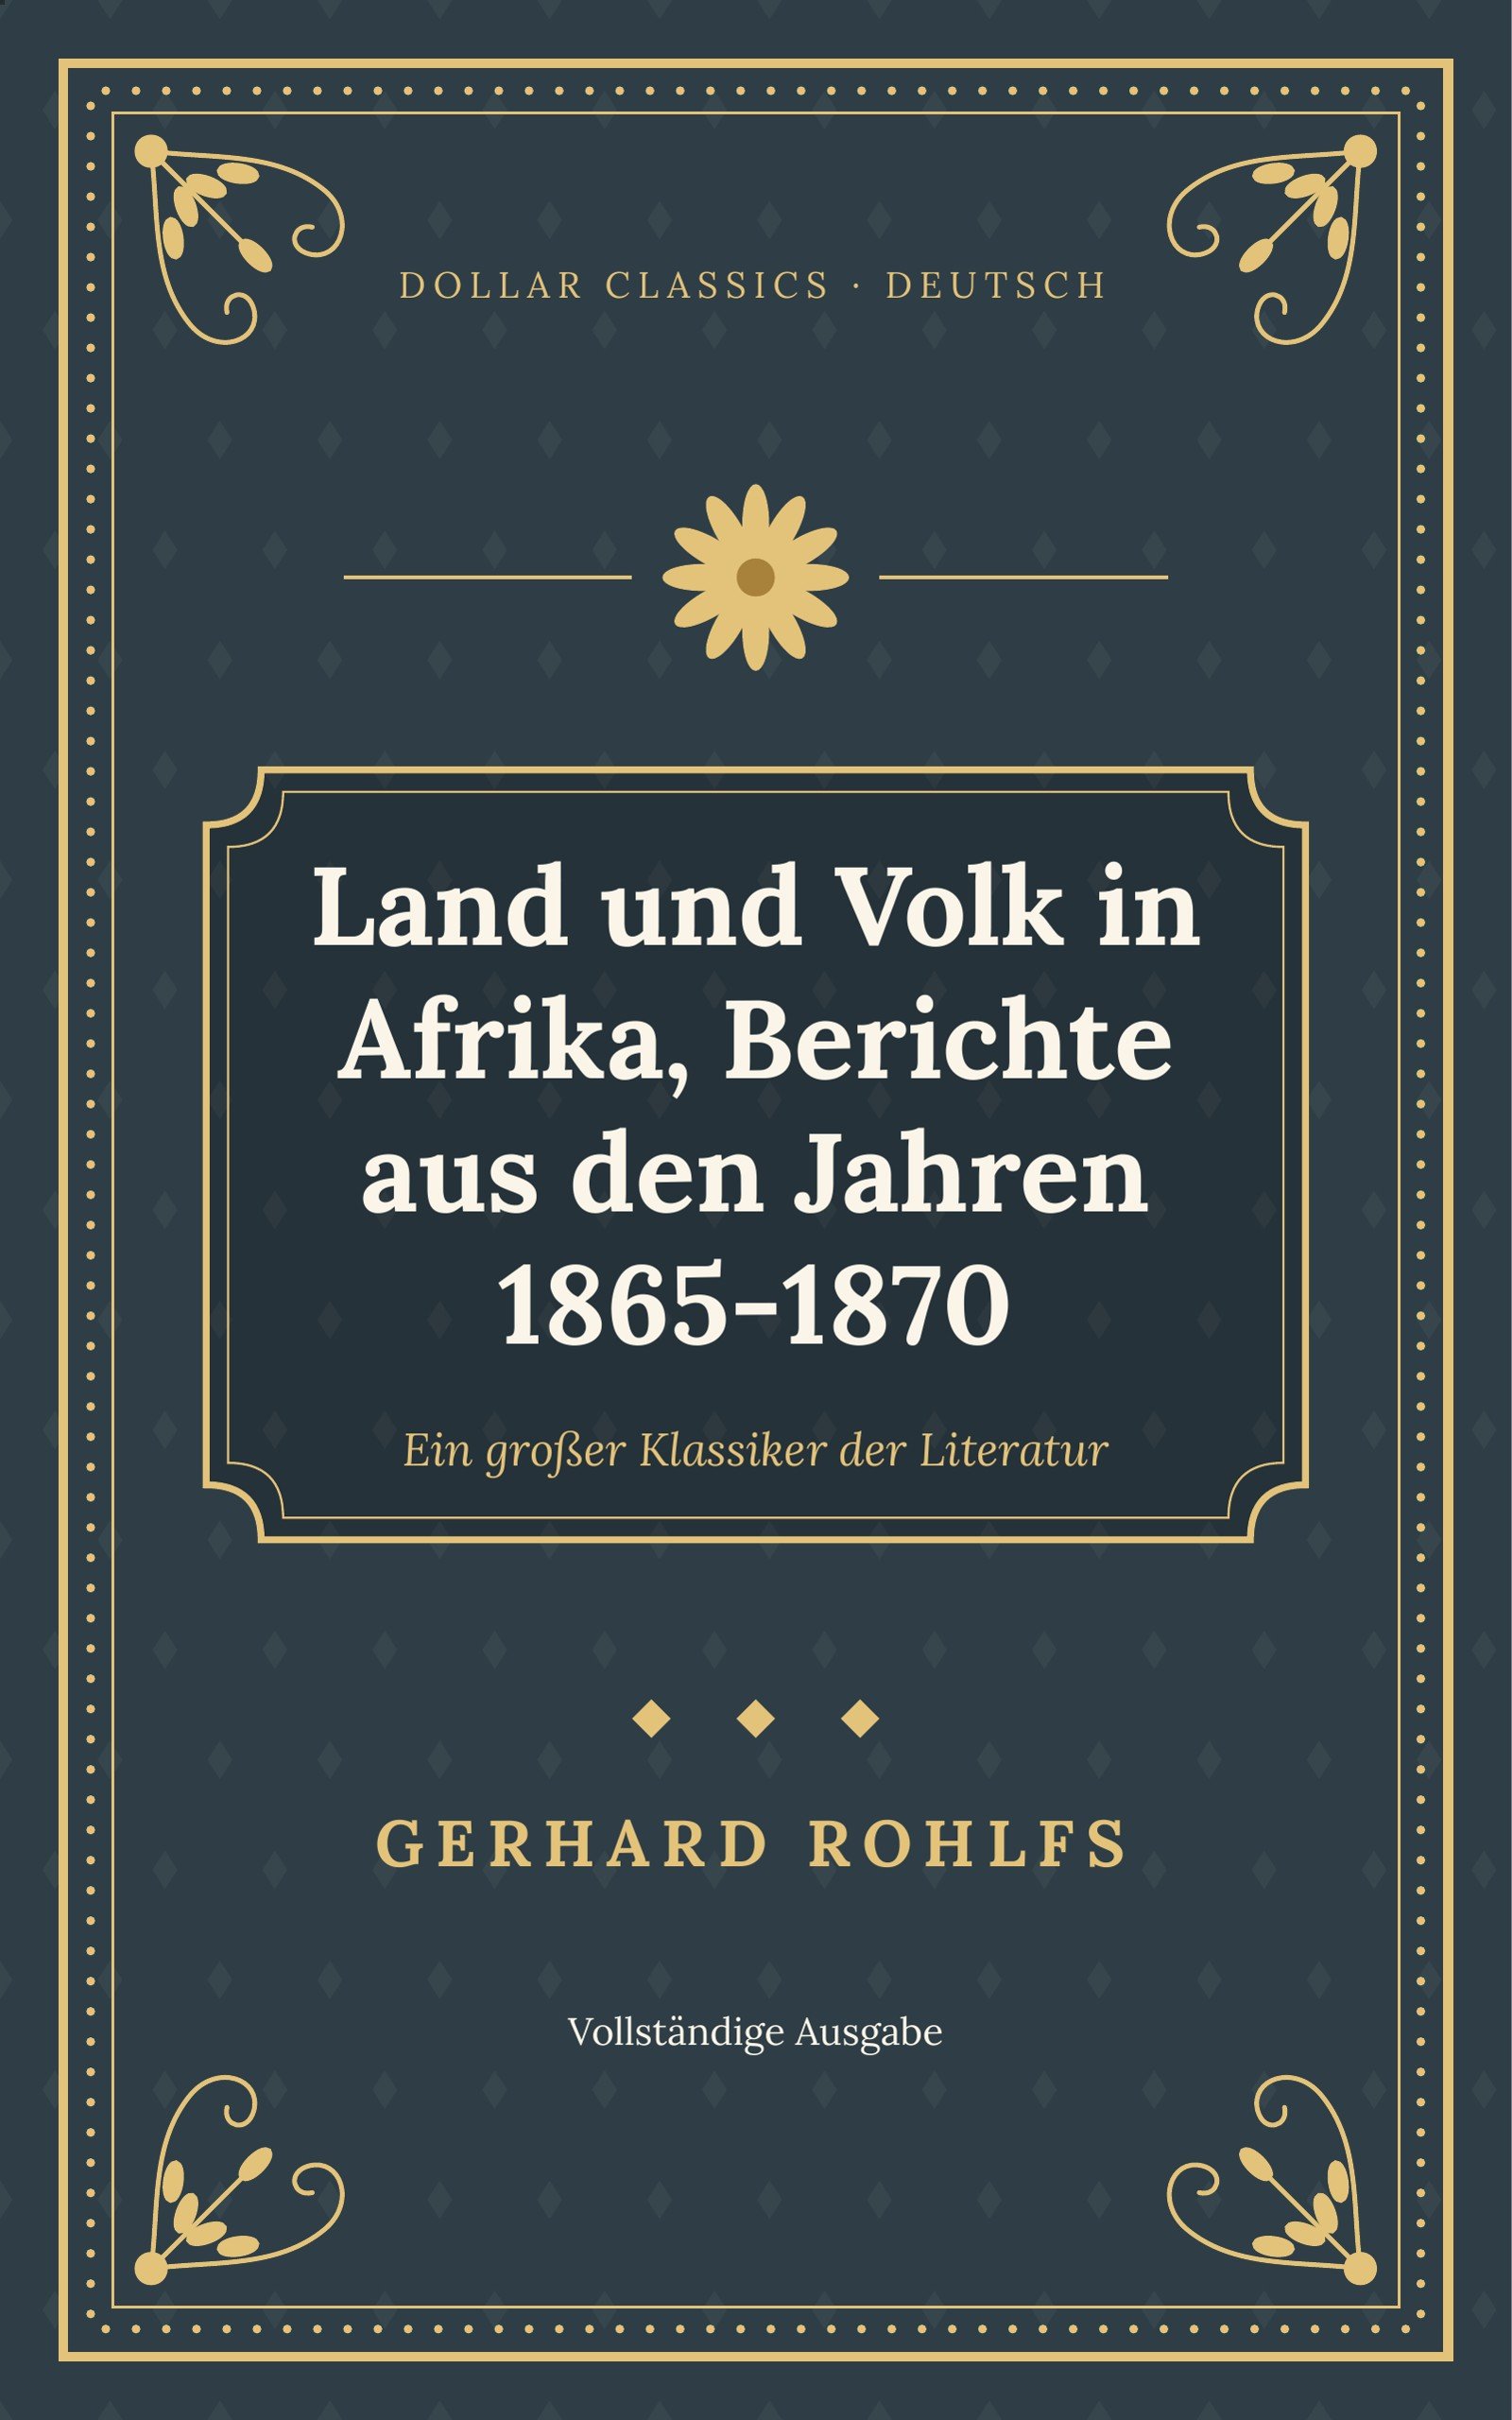 DOLLAR CLASSICS · DEUTSCH
Land und Volk in
Afrika, Berichte
aus den Jahren
1865–1870
Ein großer Klassiker der Literatur
GERHARD ROHLFS
Vollständige Ausgabe